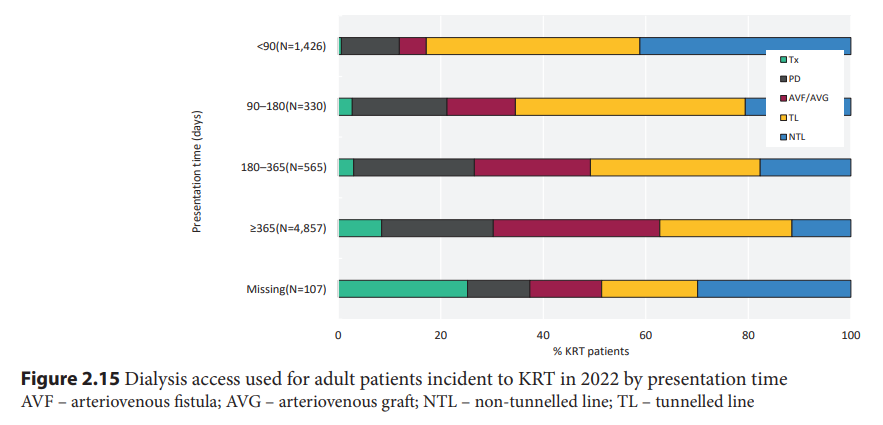 <90(N=1,426)
Tx
PD
90–180(N=330)
AVF/AVG
TL
NTL
Presentation time (days)
180–365(N=565)
≥365(N=4,857)
Missing(N=107)
0 20 40 60 80 100
% KRT patients
Figure 2.15 Dialysis access used for adult patients incident to KRT in 2022 by presentation time
AVF – arteriovenous fistula; AVG – arteriovenous graft; NTL – non-tunnelled line; TL – tunnelled line